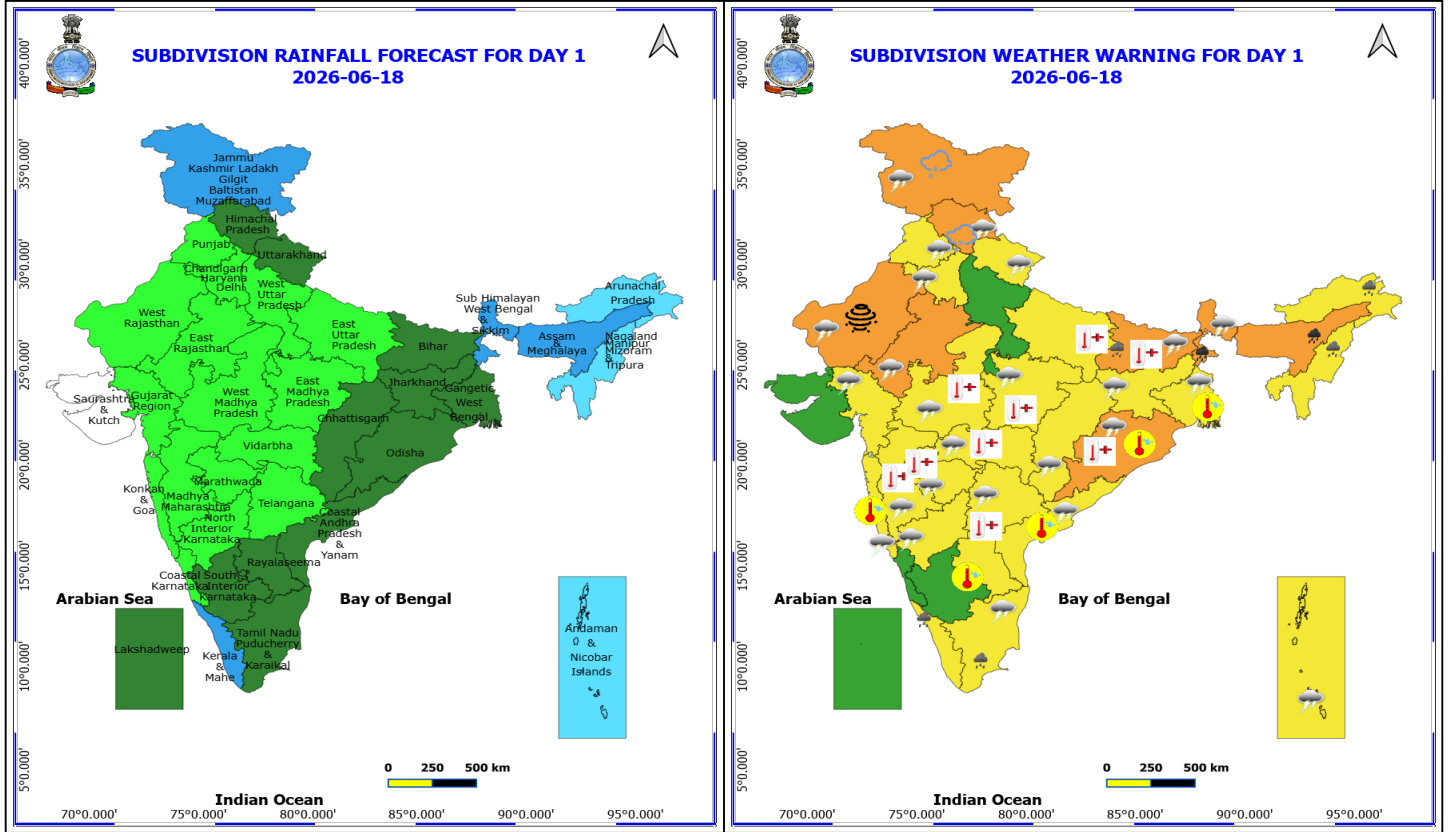 SUBDIVISION RAINFALL FORECAST FOR DAY 1
2026-06-18
40°0.000'
35°0.000'
30°0.000'
25°0.000'
20°0.000'
15°0.000'
10°0.000'
5°0.000'
Jammu
Kashmir Ladakh
Gilgit
Baltistan
Muzaffarabad
Himachal
Pradesh
Punjab
Uttarakhand
Chandigarh
Haryana
Delhi
West
Uttar
Pradesh
Arunachal
Pradesh
Sub Himalayan
West Bengal
&
Sikkim
West
Rajasthan
East
Rajasthan
East
Uttar
Pradesh
Bihar
Assam
&
Meghalaya
Nagaland
Manipur
Mizoram
&
Tripura
Saurashtra
&
Kutch
Gujarat
Region
West
Madhya
Pradesh
East
Madhya
Pradesh
Jharkhand
Gangetic
West
Bengal
Chhattisgarh
Vidarbha
Odisha
Konkan
&
Goa
Marathwada
Madhya
Maharashtra
North
Interior
Karnataka
Telangana
Coastal
Andhra
Pradesh
&
Yanam
Rayalaseema
Coastal
Karnataka
South
Interior
Karnataka
Arabian Sea
Bay of Bengal
Lakshadweep
Kerala
&
Mahe
Tamil Nadu
Puducherry
&
Karaikal
Andaman
&
Nicobar
Islands
0 250 500 km
Indian Ocean
70°0.000' 75°0.000' 80°0.000' 85°0.000' 90°0.000' 95°0.000'
SUBDIVISION WEATHER WARNING FOR DAY 1
2026-06-18
40°0.000'
35°0.000'
30°0.000'
25°0.000'
20°0.000'
15°0.000'
10°0.000'
5°0.000'
Arabian Sea
Bay of Bengal
0 250 500 km
Indian Ocean
70°0.000' 75°0.000' 80°0.000' 85°0.000' 90°0.000' 95°0.000'